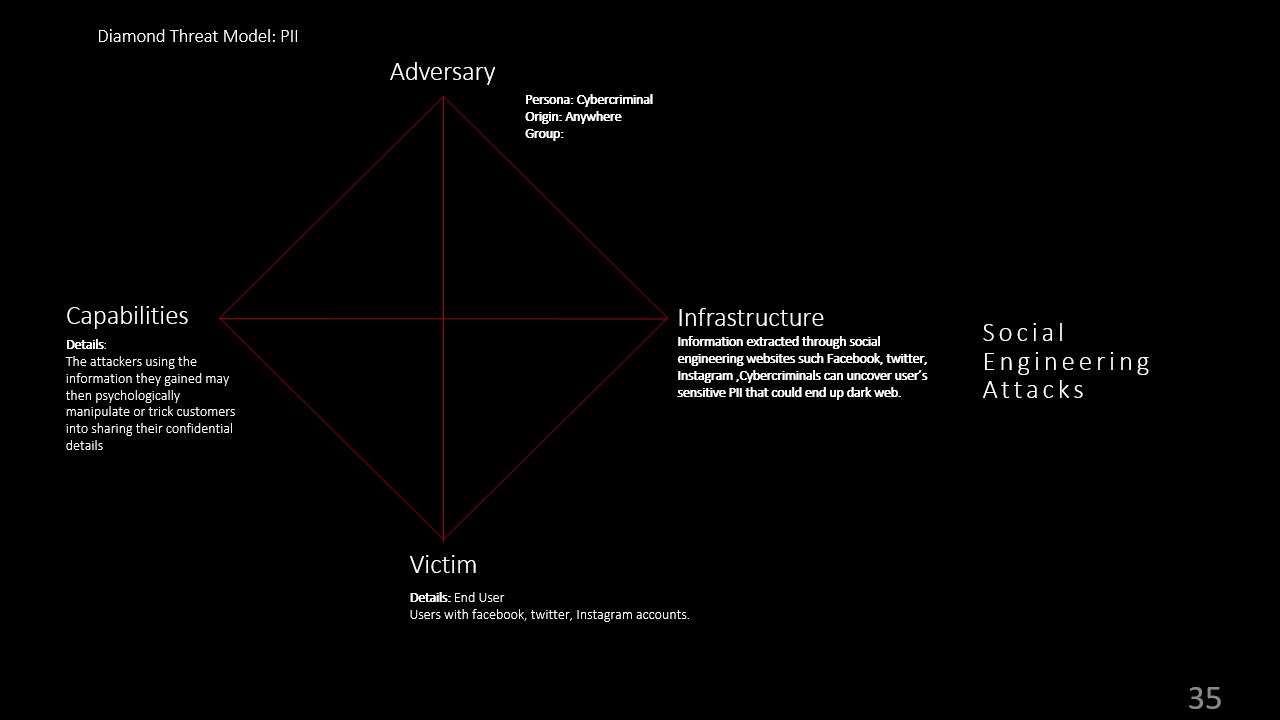 Diamond Threat Model: PII
Adversary
Persona: Cybercriminal
Origin: Anywhere
Group:
Capabilities
Details:
The attackers using the
information they gained may
then psychologically
manipulate or trick customers
into sharing their confidential
details
Infrastructure
Information extracted through social
engineering websites such Facebook, twitter,
Instagram ,Cybercriminals can uncover user’s
sensitive PII that could end up dark web.
Social
Engineering
Attacks
Victim
Details: End User
Users with facebook, twitter, Instagram accounts.
35